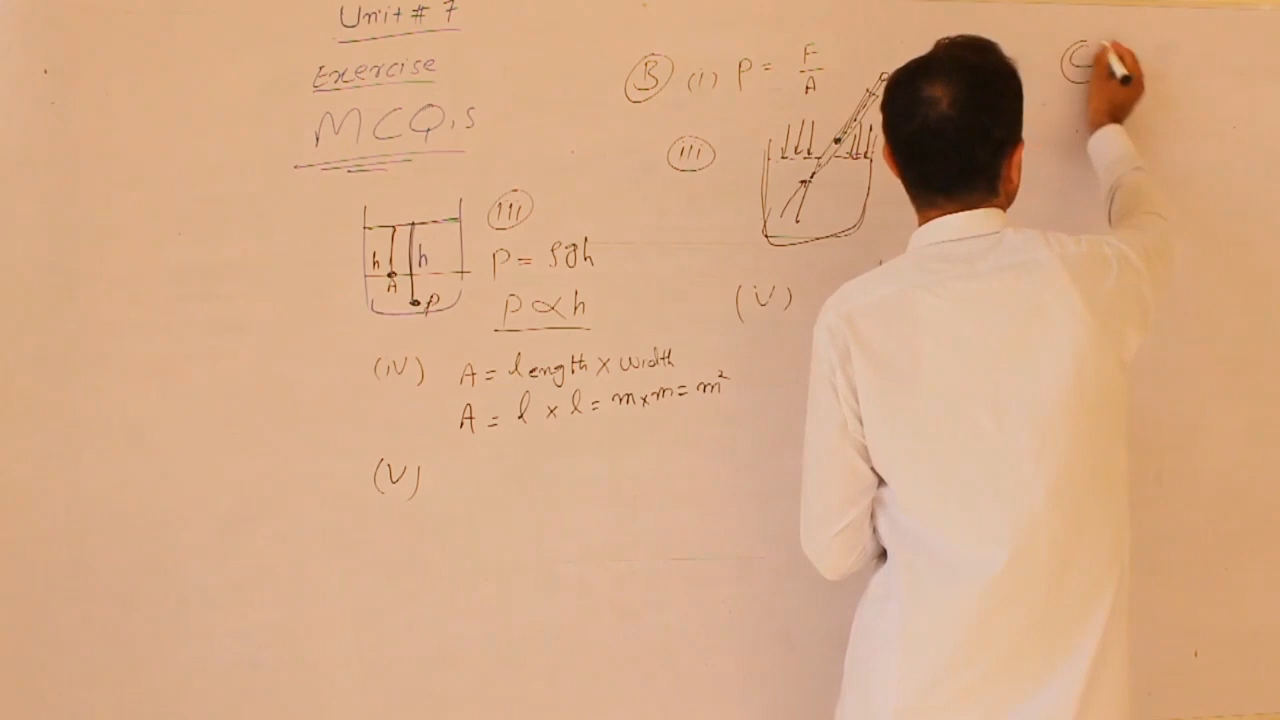 Unit # 7
Exercise
MCQ,s
h
h
A
P
(iii)
P = ρgh
P ∝ h
(iv) A = length × width
A = l × l = m × m = m²
(V)
(B) (i) P = F/A
(iii)
(V)
(C